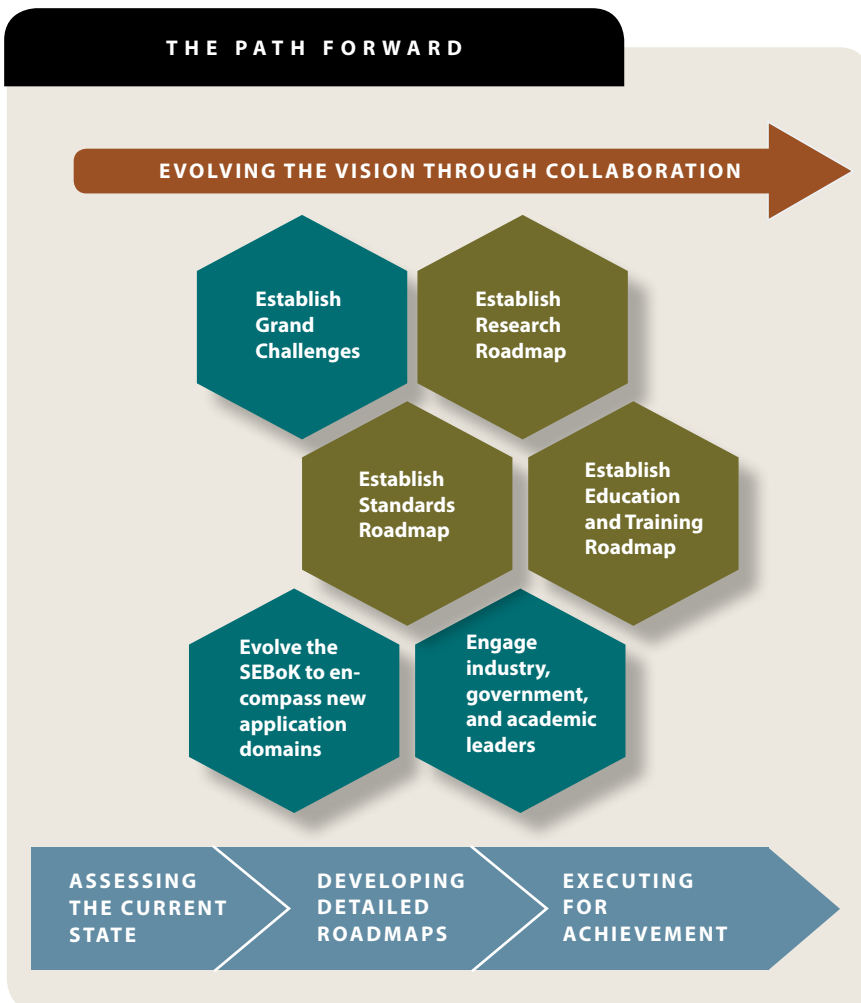 THE PATH FORWARD
EVOLVING THE VISION THROUGH COLLABORATION
Establish
Grand
Challenges
Establish
Research
Roadmap
Establish
Standards
Roadmap
Establish
Education
and Training
Roadmap
Evolve the
SEBoK to en-
compass new
application
domains
Engage
industry,
government,
and academic
leaders
ASSESSING
THE CURRENT
STATE
DEVELOPING
DETAILED
ROADMAPS
EXECUTING
FOR
ACHIEVEMENT